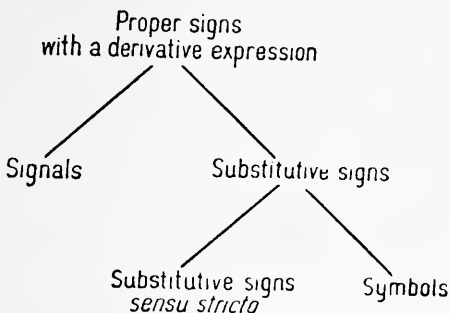 Proper signs
with a derivative expression
Signals
Substitutive signs
Substitutive signs
sensu stricto
Symbols